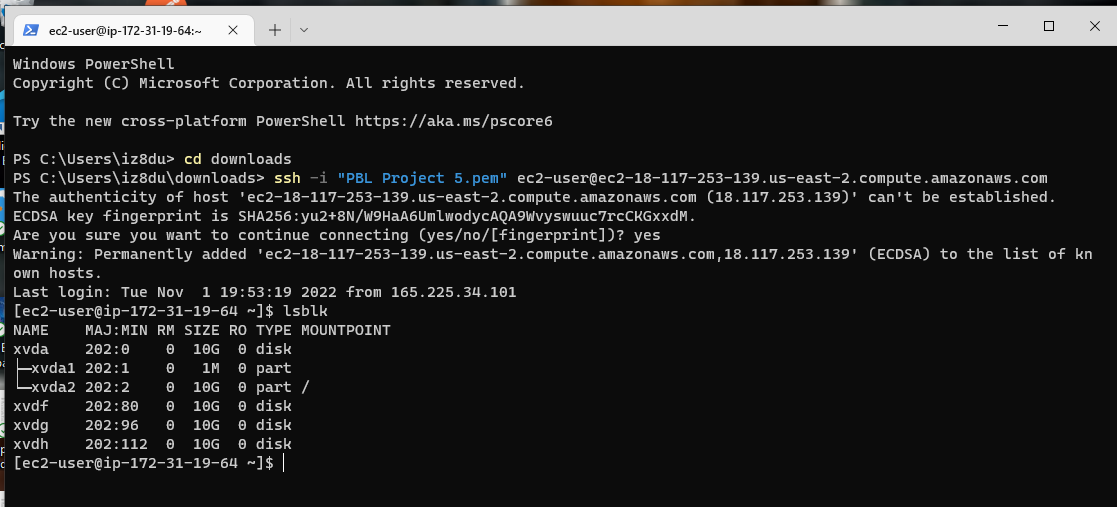 ec2-user@ip-172-31-19-64:~
Windows PowerShell
Copyright (C) Microsoft Corporation. All rights reserved.
Try the new cross-platform PowerShell https://aka.ms/pscore6
PS C:\Users\iz8du> cd downloads
PS C:\Users\iz8du\downloads> ssh -i "PBL Project 5.pem" ec2-user@ec2-18-117-253-139.us-east-2.compute.amazonaws.com
The authenticity of host 'ec2-18-117-253-139.us-east-2.compute.amazonaws.com (18.117.253.139)' can't be established.
ECDSA key fingerprint is SHA256:yu2+8N/W9HaA6UmlwodycAQA9Wvyswuuc7rcCKGxxdM.
Are you sure you want to continue connecting (yes/no/[fingerprint])? yes
Warning: Permanently added 'ec2-18-117-253-139.us-east-2.compute.amazonaws.com,18.117.253.139' (ECDSA) to the list of kn
own hosts.
Last login: Tue Nov  1 19:53:19 2022 from 165.225.34.101
[ec2-user@ip-172-31-19-64 ~]$ lsblk
NAME    MAJ:MIN RM SIZE RO TYPE MOUNTPOINT
xvda    202:0    0  10G  0 disk
├─xvda1 202:1    0   1M  0 part
└─xvda2 202:2    0  10G  0 part /
xvdf    202:80   0  10G  0 disk
xvdg    202:96   0  10G  0 disk
xvdh    202:112  0  10G  0 disk
[ec2-user@ip-172-31-19-64 ~]$